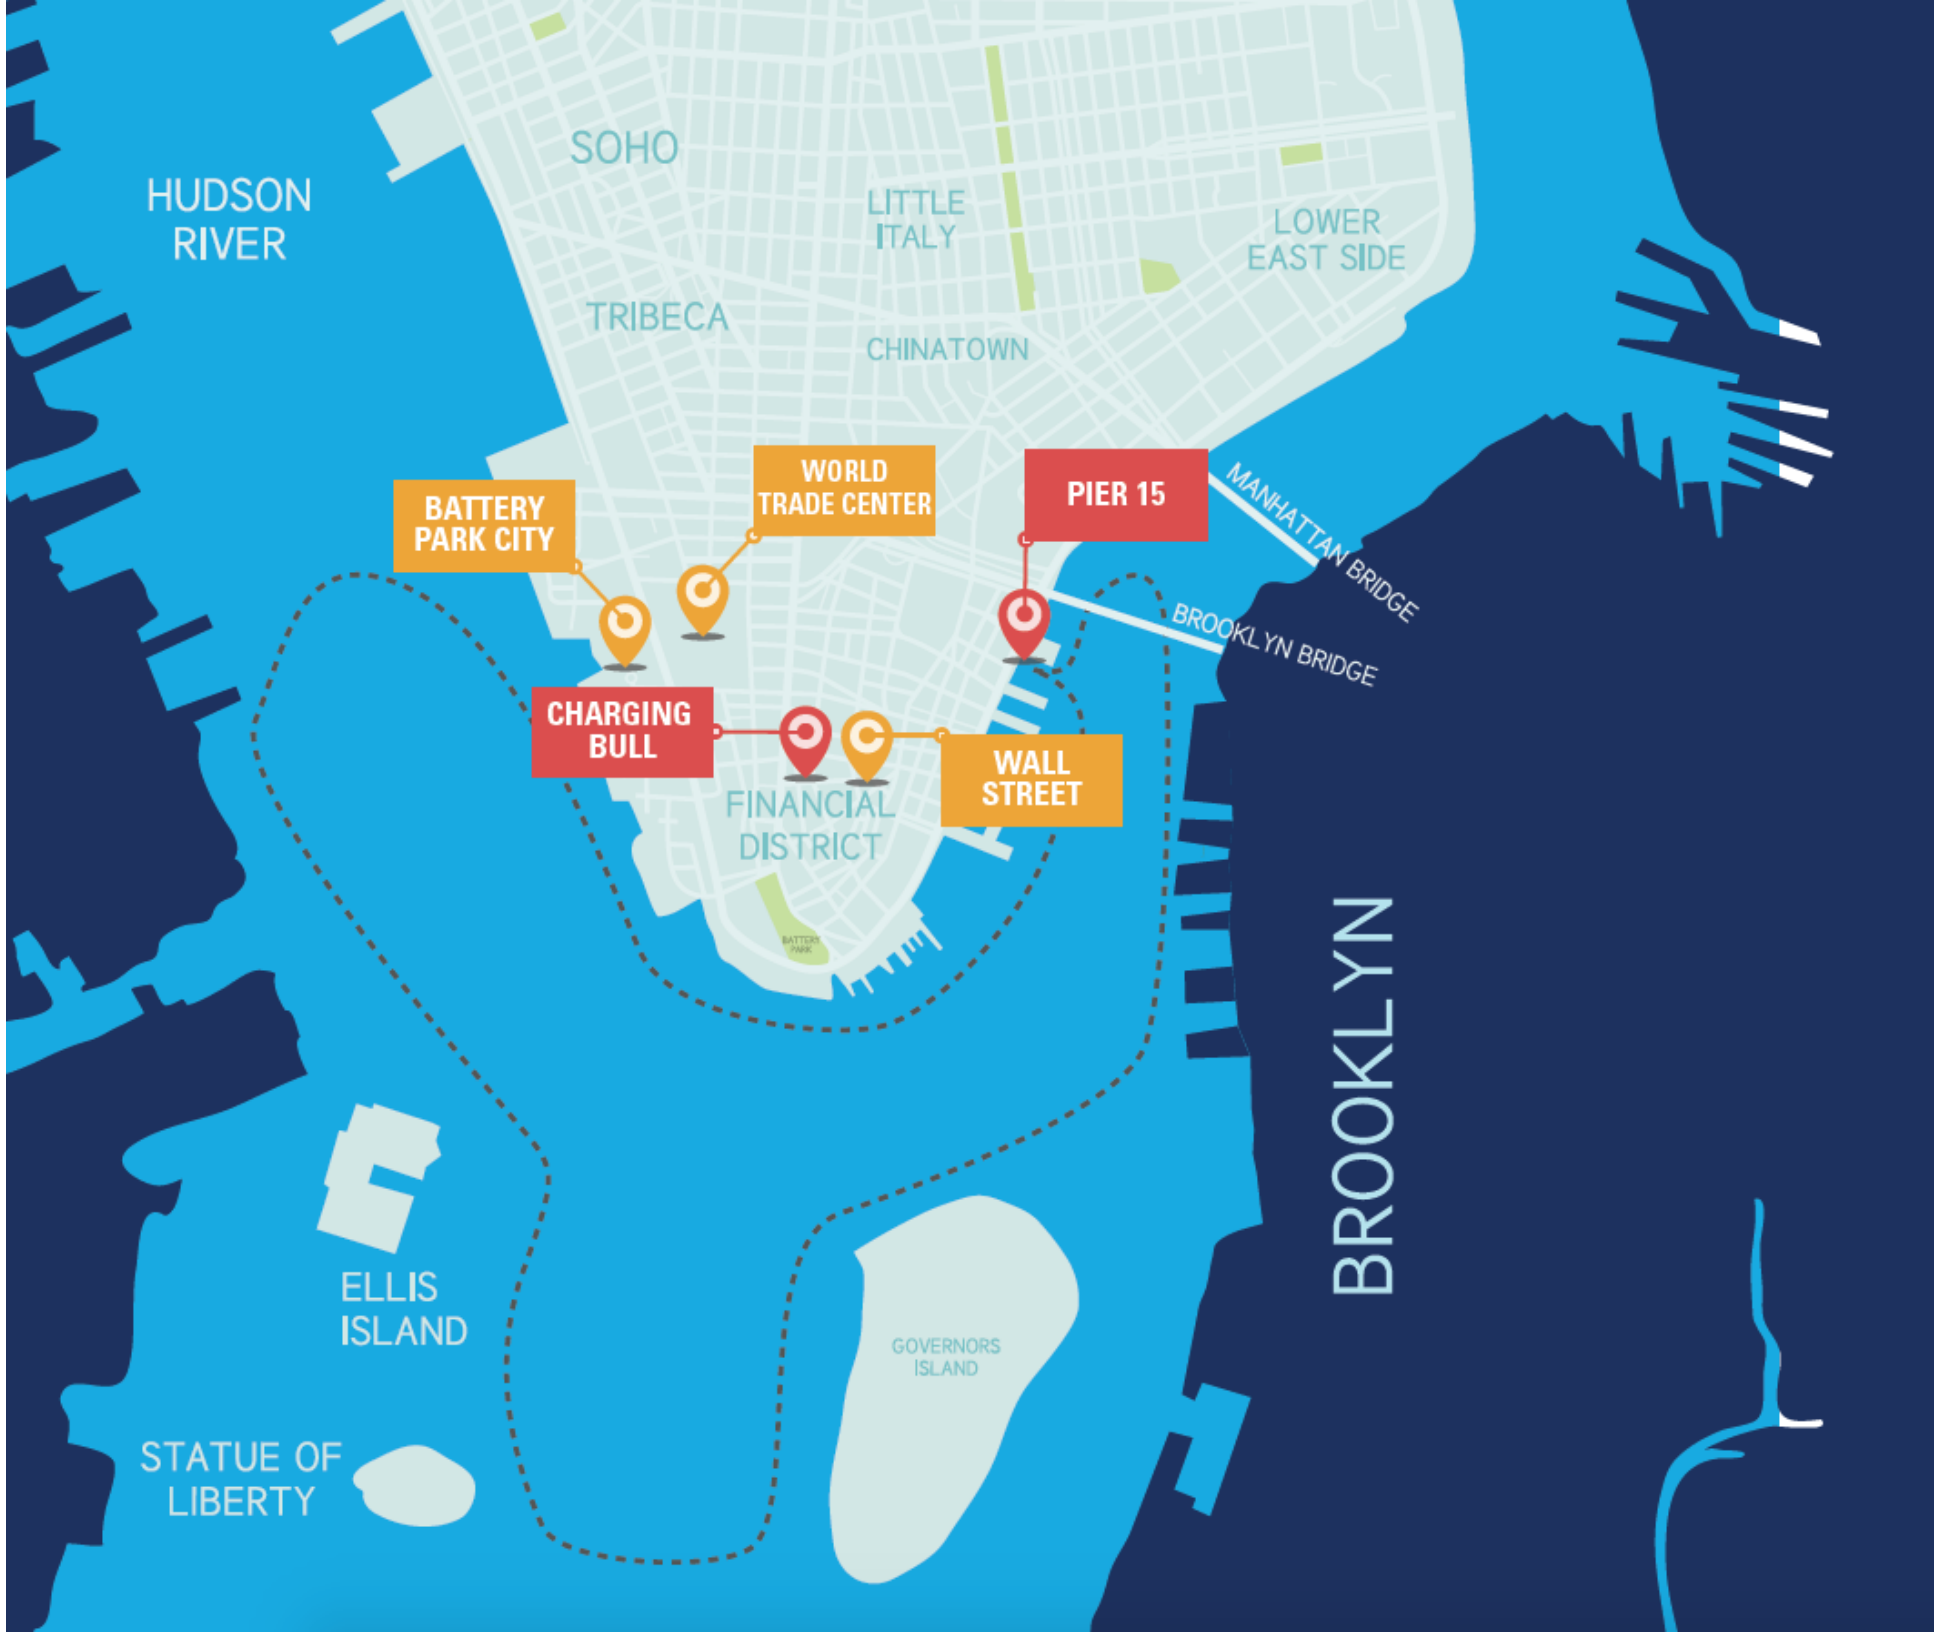 SOHO
HUDSON
RIVER
LITTLE
ITALY
LOWER
EAST SIDE
TRIBECA
CHINATOWN
WORLD
TRADE CENTER
PIER 15
BATTERY
PARK CITY
MANHATTAN BRIDGE
BROOKLYN BRIDGE
CHARGING
BULL
WALL
STREET
FINANCIAL
DISTRICT
BATTERY
PARK
BROOKLYN
ELLIS
ISLAND
GOVERNORS
ISLAND
STATUE OF
LIBERTY